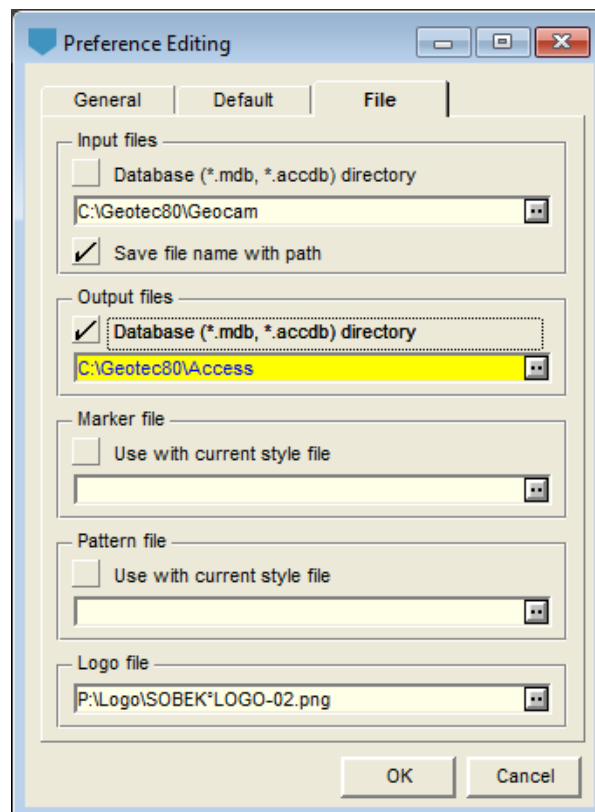 Preference Editing
General Default File
Input files
Database (*.mdb, *.accdb) directory
C:\Geotec80\Geocam
Save file name with path
Output files
Database (*.mdb, *.accdb) directory
C:\Geotec80\Access
Marker file
Use with current style file
Pattern file
Use with current style file
Logo file
P:\Logo\SOBEK°LOGO-02.png
OK Cancel